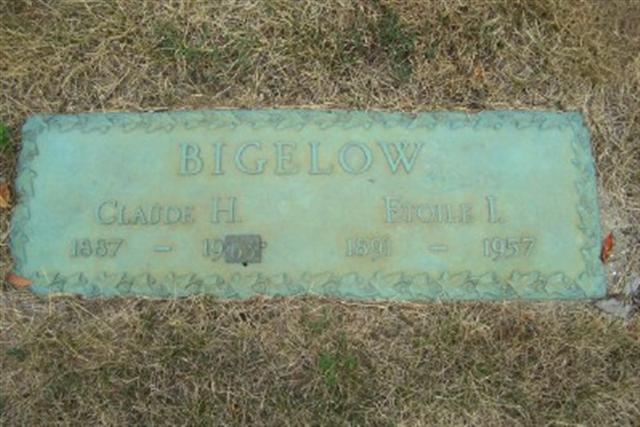 BIGELOW
CLAUDE H. ETOILE I.
1887 – 1891 – 1957